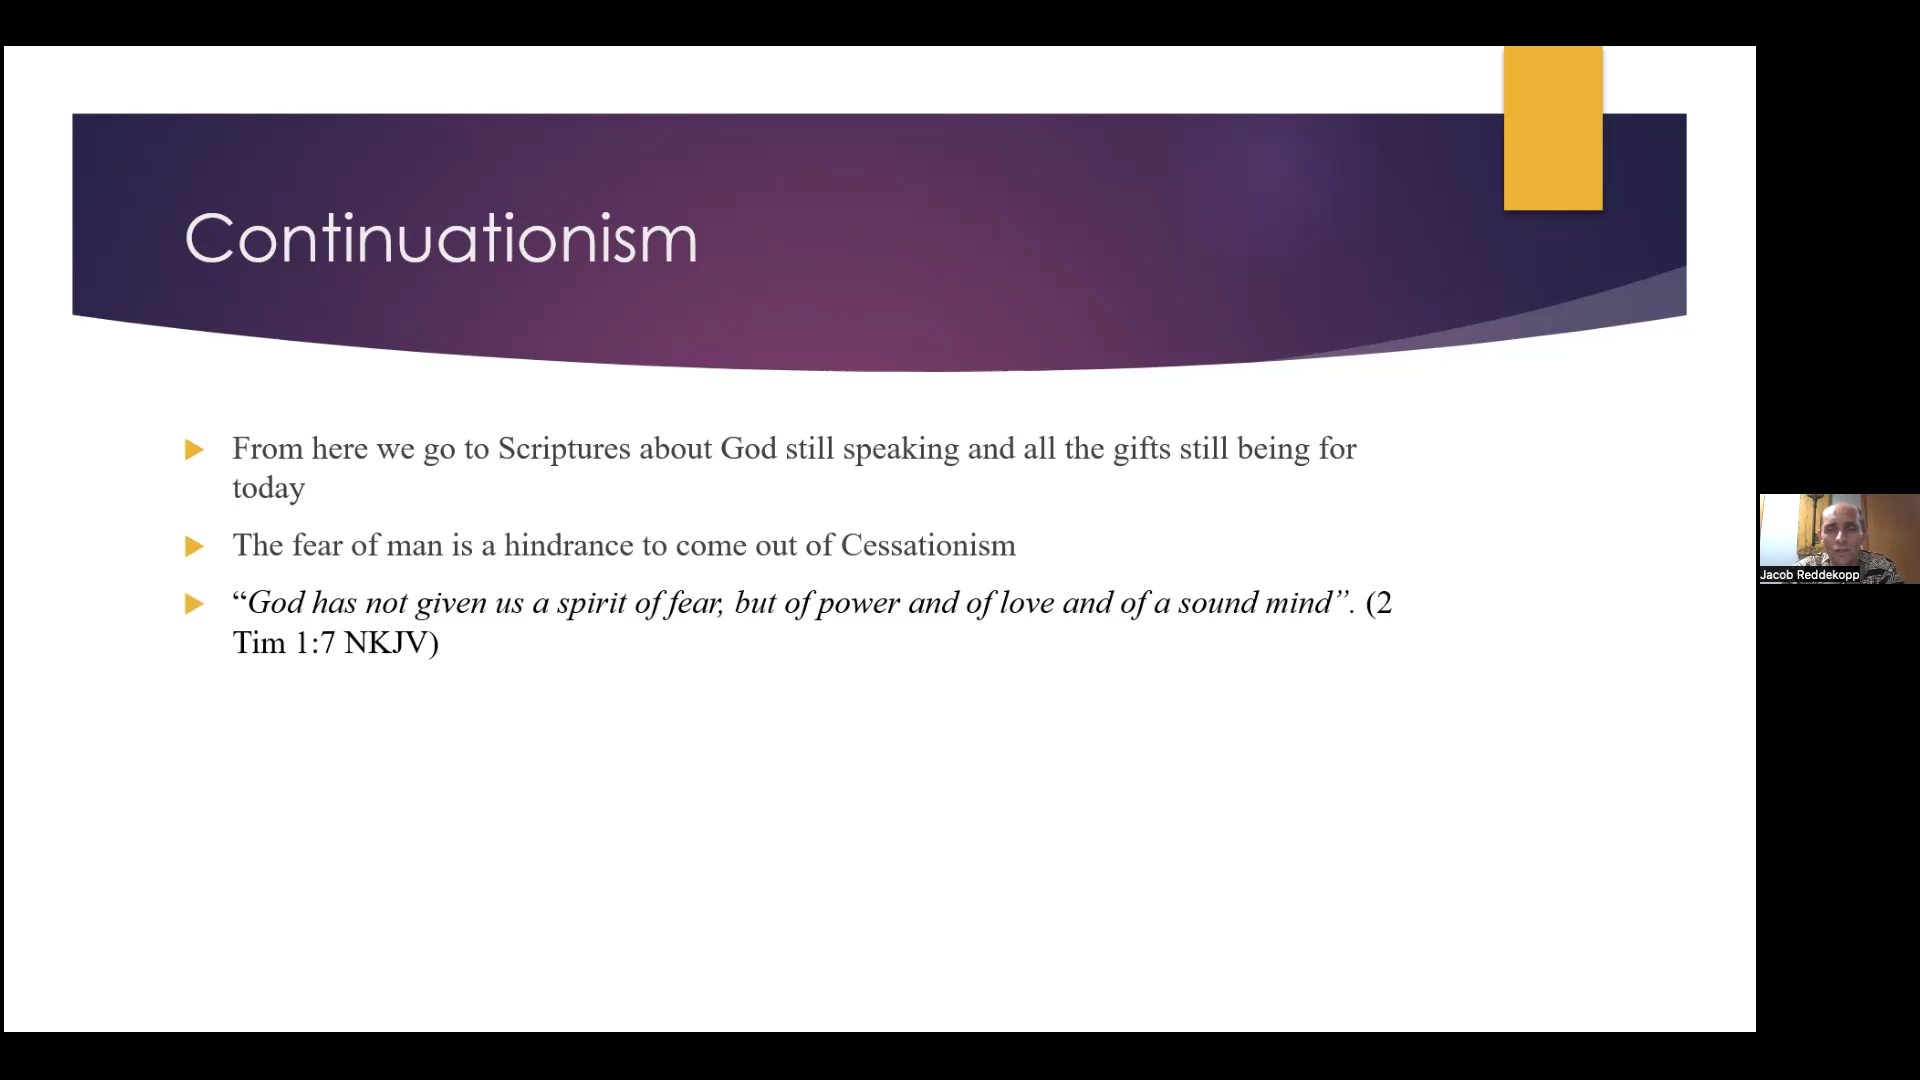 Continuationism
From here we go to Scriptures about God still speaking and all the gifts still being for
today
The fear of man is a hindrance to come out of Cessationism
“God has not given us a spirit of fear, but of power and of love and of a sound mind”. (2
Tim 1:7 NKJV)
Jacob Reddekopp